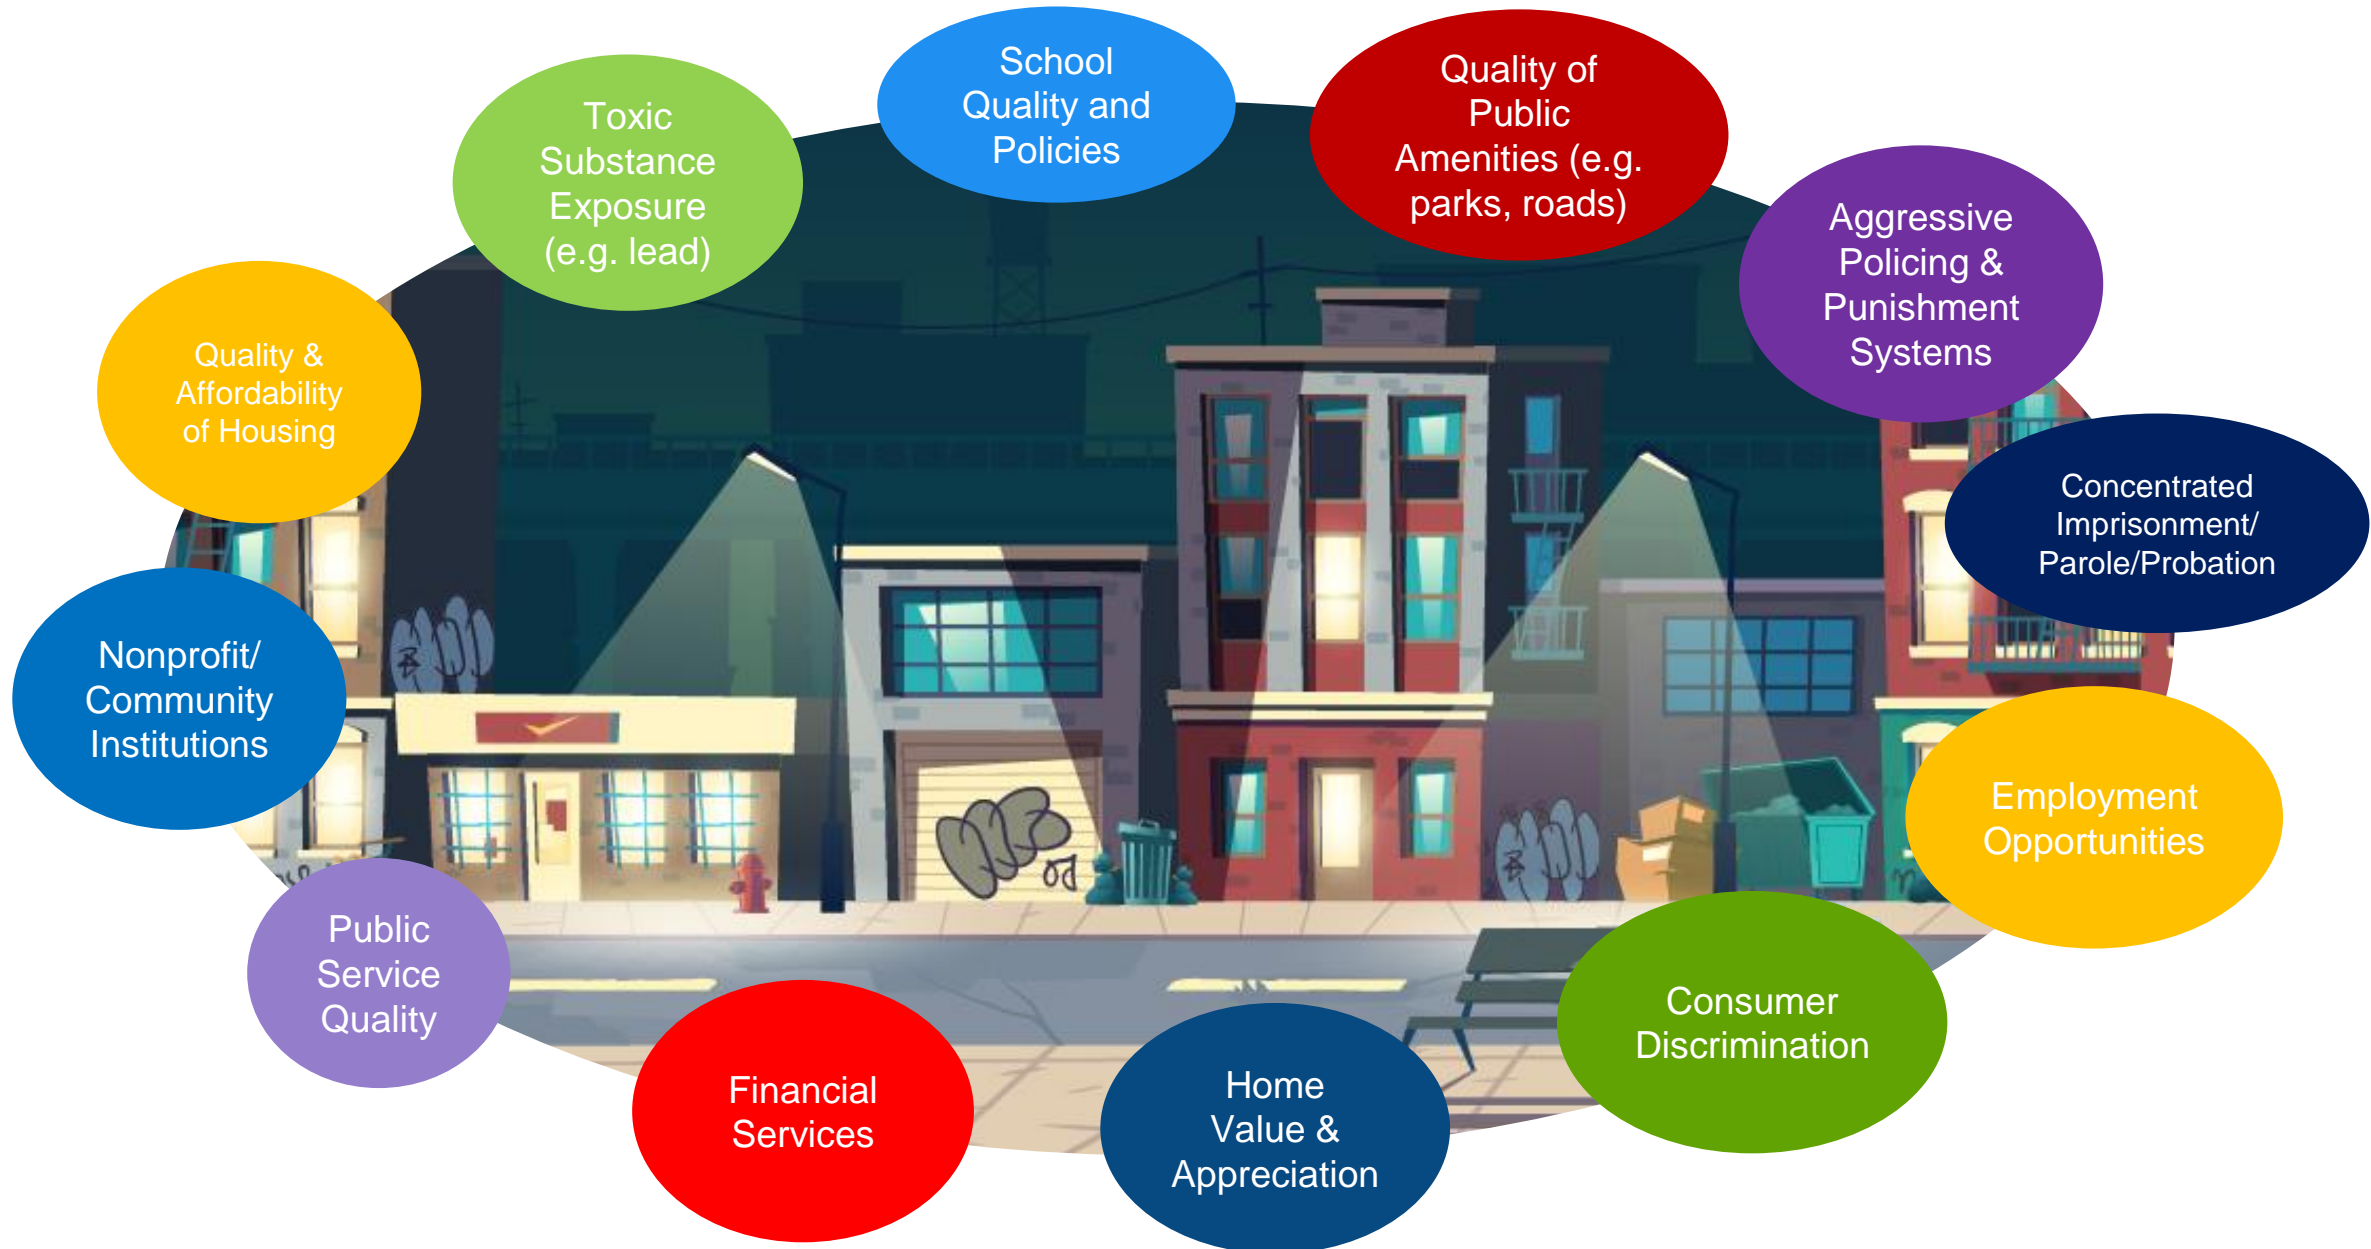 School
Quality and
Policies
Quality of
Public
Amenities (e.g.
parks, roads)
Toxic
Substance
Exposure
(e.g. lead)
Aggressive
Policing &
Punishment
Systems
Quality &
Affordability
of Housing
Concentrated
Imprisonment/
Parole/Probation
Nonprofit/
Community
Institutions
Employment
Opportunities
Public
Service
Quality
Consumer
Discrimination
Financial
Services
Home
Value &
Appreciation